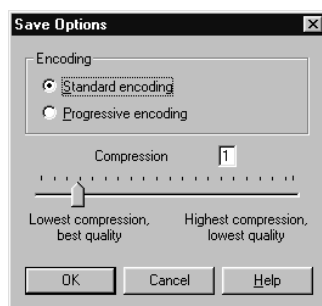 Save Options
Encoding
Standard encoding
Progressive encoding
Compression 1
Lowest compression, best quality
Highest compression, lowest quality
OK Cancel Help